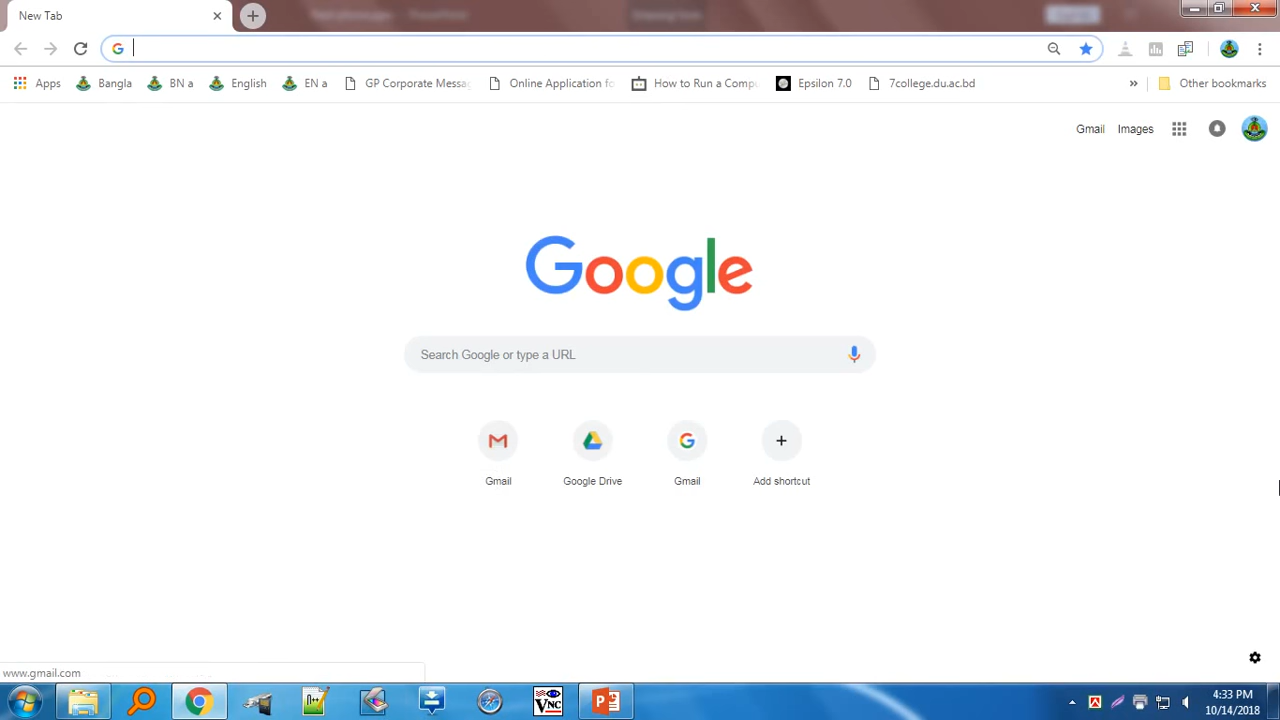 New Tab
Apps Bangla BN a English EN a GP Corporate Messa Online Application fo How to Run a Compu Epsilon 7.0 7college.du.ac.bd » Other bookmarks
Gmail Images
Google
Search Google or type a URL
Gmail Google Drive Gmail Add shortcut
www.gmail.com
VNC
4:33 PM
10/14/2018